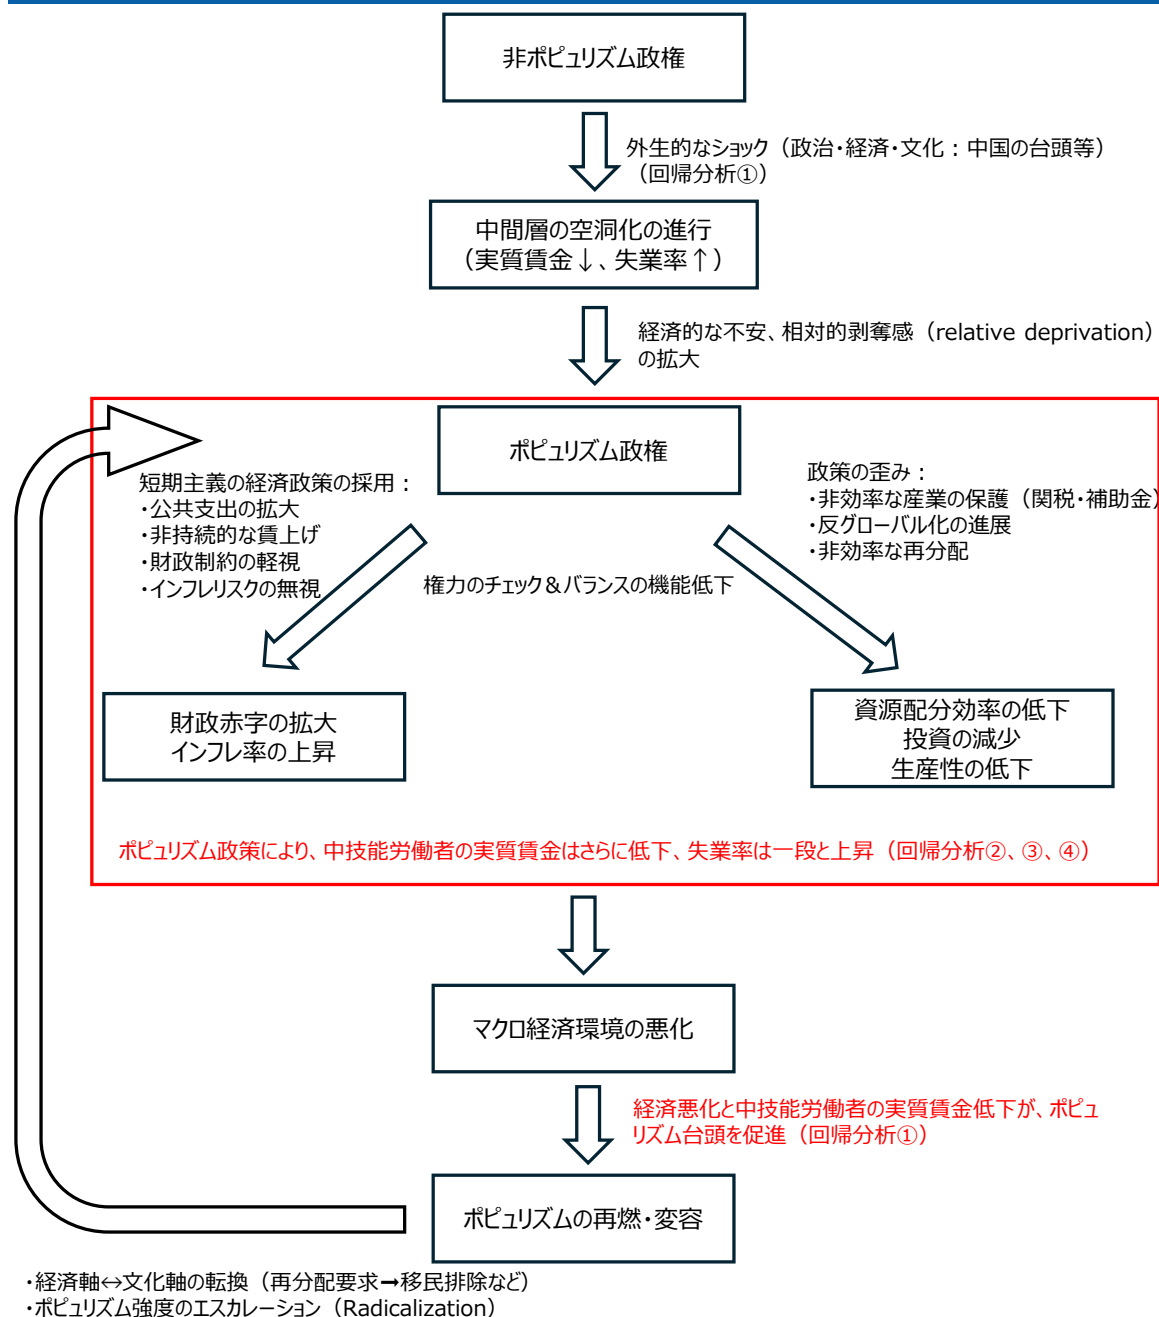 非ポピュリズム政権
外生的なショック（政治・経済・文化：中国の台頭等）
（回帰分析①）
中間層の空洞化の進行
（実質賃金↓、失業率↑）
経済的な不安、相対的剥奪感（relative deprivation）
の拡大
ポピュリズム政権
短期主義の経済政策の採用：
・公共支出の拡大
・非持続的な賃上げ
・財政制約の軽視
・インフレリスクの無視
政策の歪み：
・非効率な産業の保護（関税・補助金）
・反グローバル化の進展
・非効率な再分配
権力のチェック＆バランスの機能低下
財政赤字の拡大
インフレ率の上昇
資源配分効率の低下
投資の減少
生産性の低下
ポピュリズム政策により、中技能労働者の実質賃金はさらに低下、失業率は一段と上昇（回帰分析②、③、④）
マクロ経済環境の悪化
経済悪化と中技能労働者の実質賃金低下が、ポピュ
リズム台頭を促進（回帰分析①）
ポピュリズムの再燃・変容
・経済軸↔文化軸の転換（再分配要求→移民排除など）
・ポピュリズム強度のエスカレーション（Radicalization）